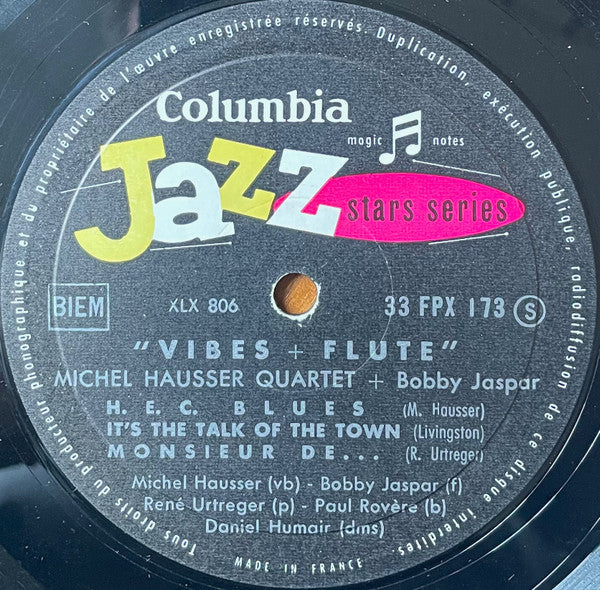 Tous droits du producteur phonographique et du propriétaire de l'œuvre enregistrée réservés. Duplication, exécution publique, radiodiffusion de ce disque interdites.
Columbia
magic notes
Jazz
stars series
BIEM
XLX 806
33 FPX 173 S
"VIBES + FLUTE"
MICHEL HAUSSER QUARTET + Bobby Jaspar
H. E. C. BLUES (M. Hausser)
IT'S THE TALK OF THE TOWN (Livingston)
MONSIEUR DE... (R. Urtreger)
Michel Hausser (vb) - Bobby Jaspar (f)
René Urtreger (p) - Paul Rovère (b)
Daniel Humair (dms)
MADE IN FRANCE